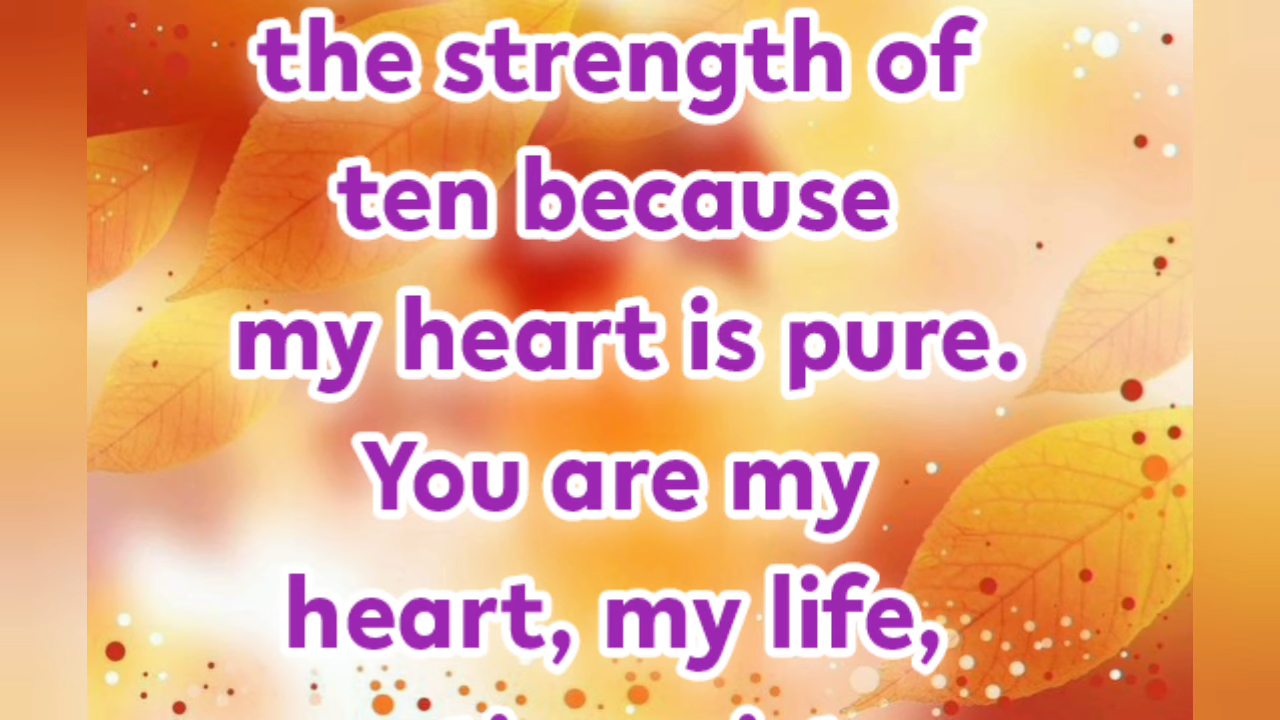 the strength of
ten because
my heart is pure.
You are my
heart, my life,